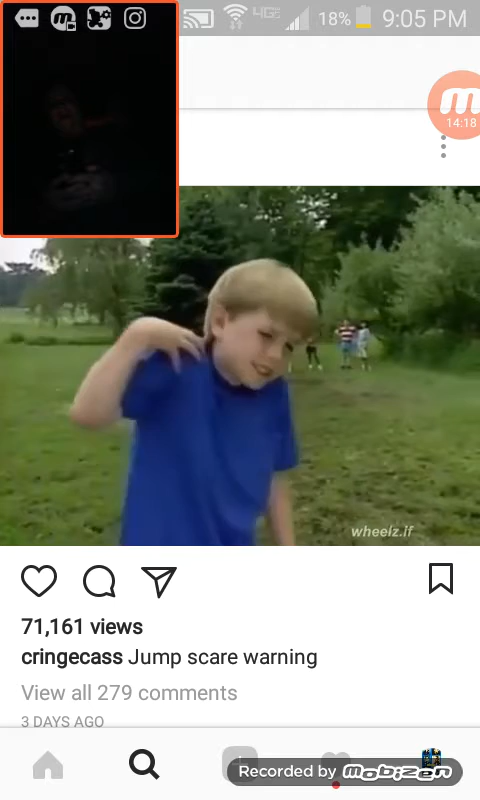 4G 18% 9:05 PM
14:18
wheelz.if
71,161 views
cringecass Jump scare warning
View all 279 comments
3 DAYS AGO
Recorded by mobizen